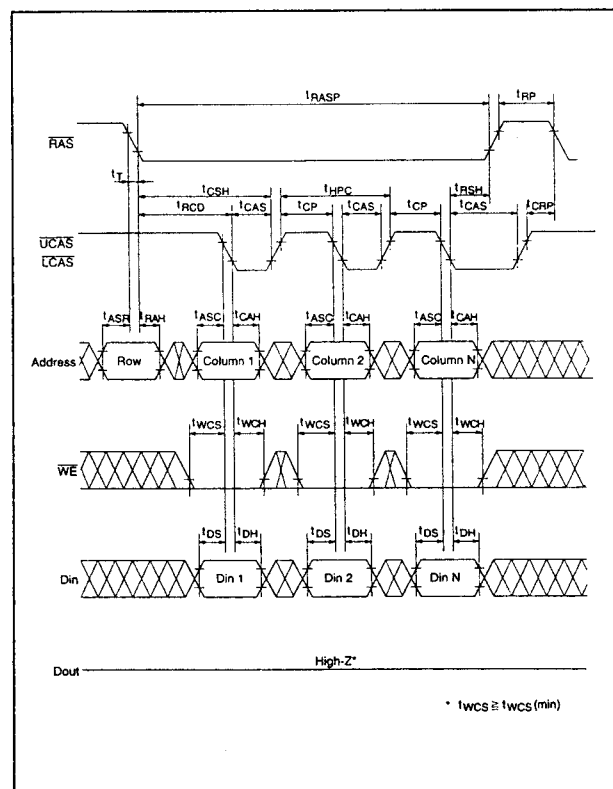 tRASP tRP
RAS
tT
tCSH tHPC tRSH
tRCD tCAS tCP tCAS tCP tCAS tCRP
UCAS
LCAS
tASR tRAH tASC tCAH tASC tCAH tASC tCAH
Address Row Column 1 Column 2 Column N
tWCS tWCH tWCS tWCH tWCS tWCH
WE
tDS tDH tDS tDH tDS tDH
Din Din 1 Din 2 Din N
High-Z*
Dout
* tWCS ≧ tWCS (min)